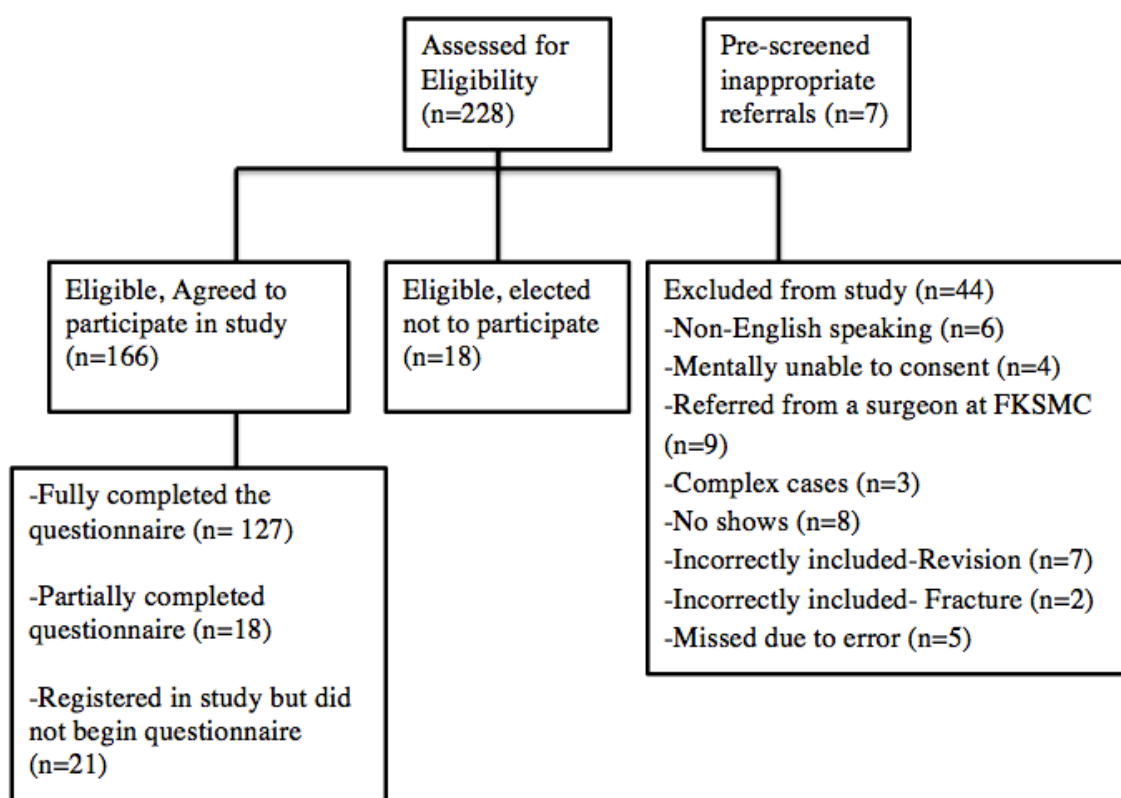 Assessed for
Eligibility
(n=228)
Pre-screened
inappropriate
referrals (n=7)
Eligible, Agreed to
participate in study
(n=166)
Eligible, elected
not to participate
(n=18)
Excluded from study (n=44)
-Non-English speaking (n=6)
-Mentally unable to consent (n=4)
-Referred from a surgeon at FKSMC
(n=9)
-Complex cases (n=3)
-No shows (n=8)
-Incorrectly included-Revision (n=7)
-Incorrectly included- Fracture (n=2)
-Missed due to error (n=5)
-Fully completed the
questionnaire (n= 127)
-Partially completed
questionnaire (n=18)
-Registered in study but did
not begin questionnaire
(n=21)